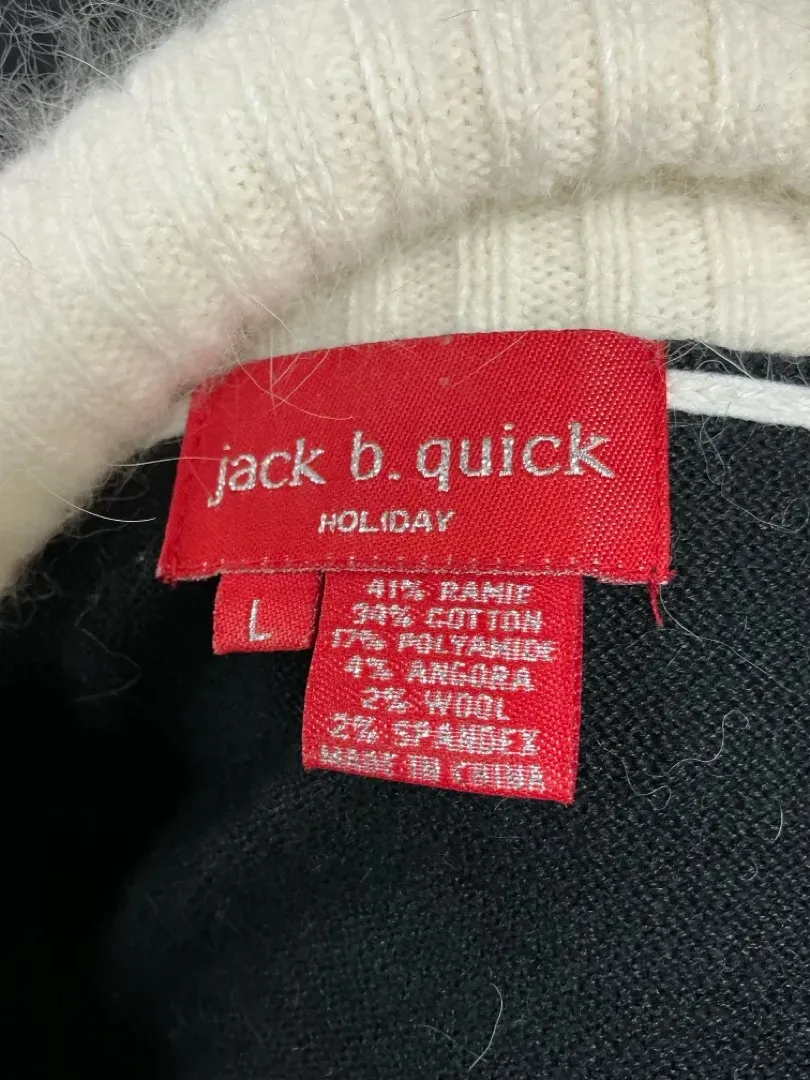 jack b. quick
HOLIDAY
L
41% RAMIE
34% COTTON
17% POLYAMIDE
4% ANGORA
2% WOOL
2% SPANDEX
MADE IN CHINA